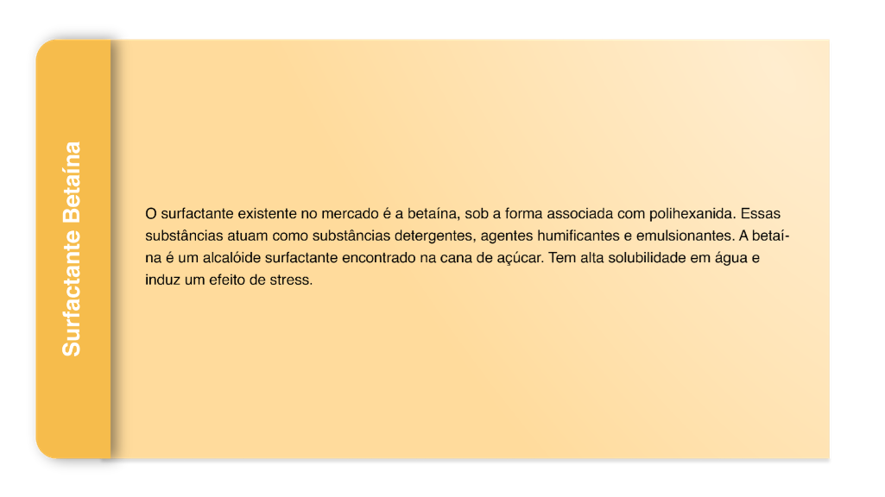 Surfactante Betaína
O surfactante existente no mercado é a betaína, sob a forma associada com polihexanida. Essas
substâncias atuam como substâncias detergentes, agentes humificantes e emulsionantes. A betaí-
na é um alcalóide surfactante encontrado na cana de açúcar. Tem alta solubilidade em água e
induz um efeito de stress.